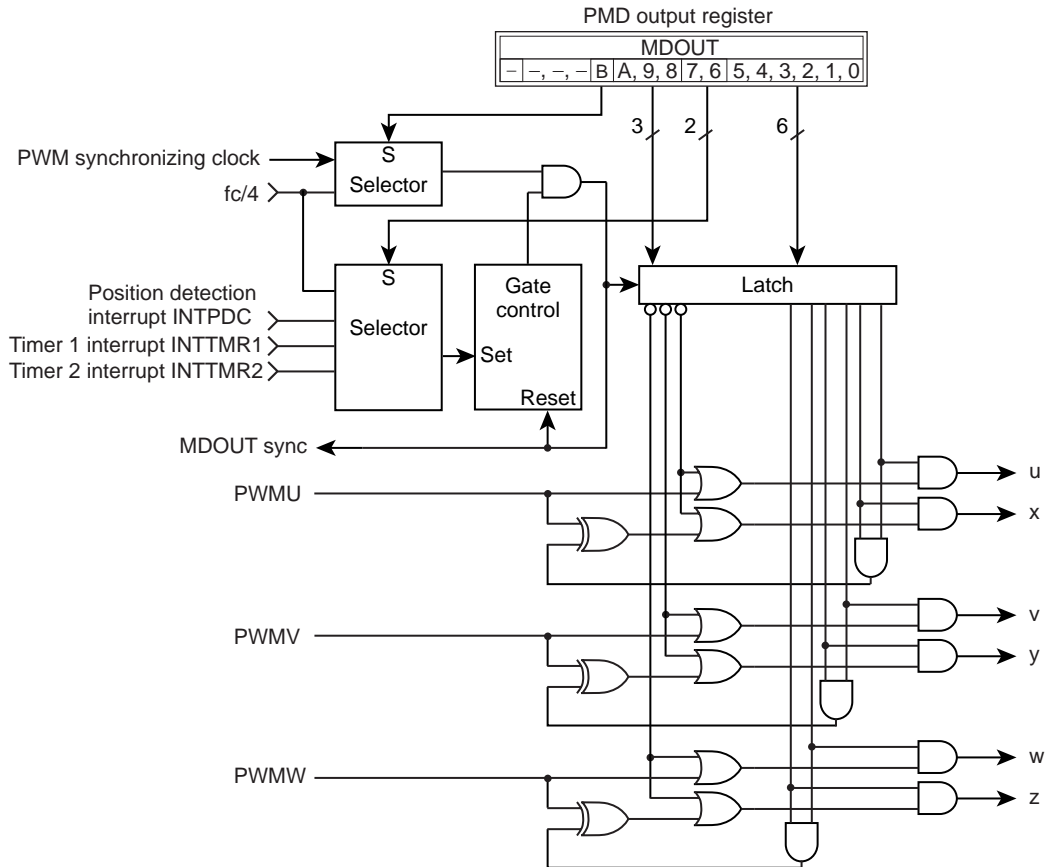 PMD output register
MDOUT
– –, –, – B A, 9, 8 7, 6 5, 4, 3, 2, 1, 0
3 2 6
PWM synchronizing clock
S
Selector
fc/4
S
Selector
Gate
control
Set
Reset
Latch
Position detection
interrupt INTPDC
Timer 1 interrupt INTTMR1
Timer 2 interrupt INTTMR2
MDOUT sync
PWMU
u
x
PWMV
v
y
PWMW
w
z